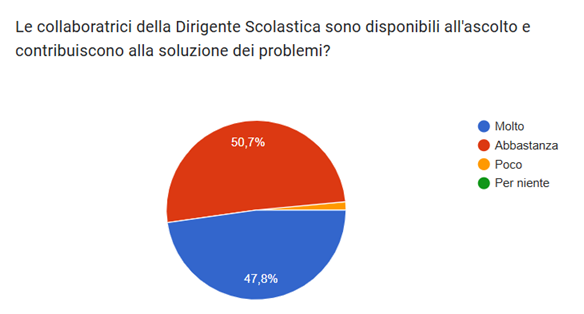 Le collaboratrici della Dirigente Scolastica sono disponibili all'ascolto e
contribuiscono alla soluzione dei problemi?
50,7%
47,8%
Molto
Abbastanza
Poco
Per niente